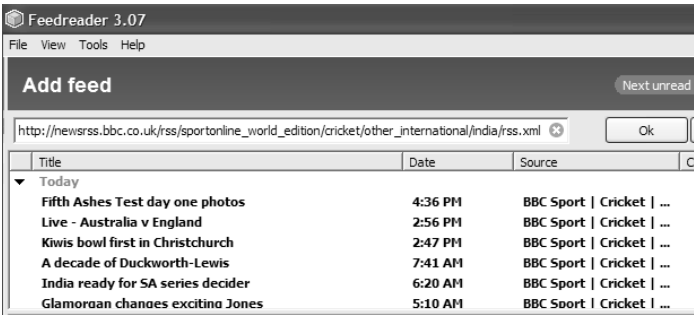 Feedreader 3.07
File View Tools Help
Add feed
Next unread
http://newsrss.bbc.co.uk/rss/sportonline_world_edition/cricket/other_international/india/rss.xml Ok
Title Date Source C
Today
Fifth Ashes Test day one photos 4:36 PM BBC Sport | Cricket | ...
Live - Australia v England 2:56 PM BBC Sport | Cricket | ...
Kiwis bowl first in Christchurch 2:47 PM BBC Sport | Cricket | ...
A decade of Duckworth-Lewis 7:41 AM BBC Sport | Cricket | ...
India ready for SA series decider 6:20 AM BBC Sport | Cricket | ...
Glamorgan changes exciting Jones 5:10 AM BBC Sport | Cricket | ...